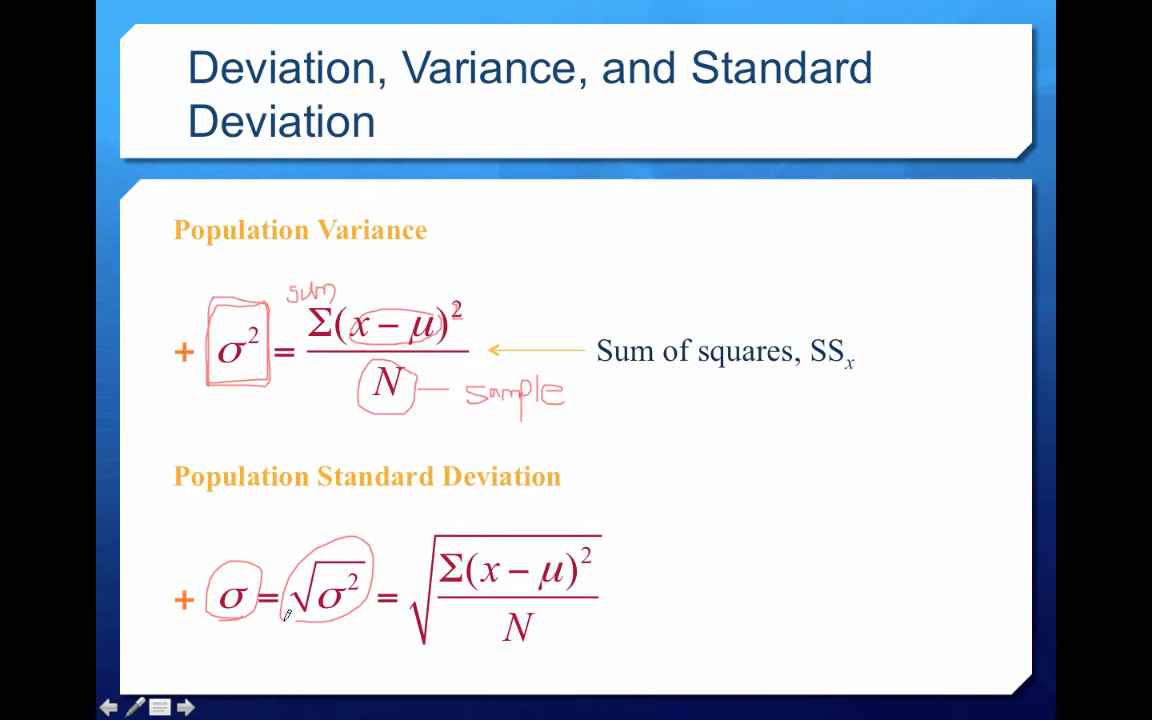 Deviation, Variance, and Standard
Deviation
Population Variance
sum
+ σ² = Σ(x − μ)² / N
Sum of squares, SSₓ
sample
Population Standard Deviation
+ σ = √σ² = √(Σ(x − μ)² / N)